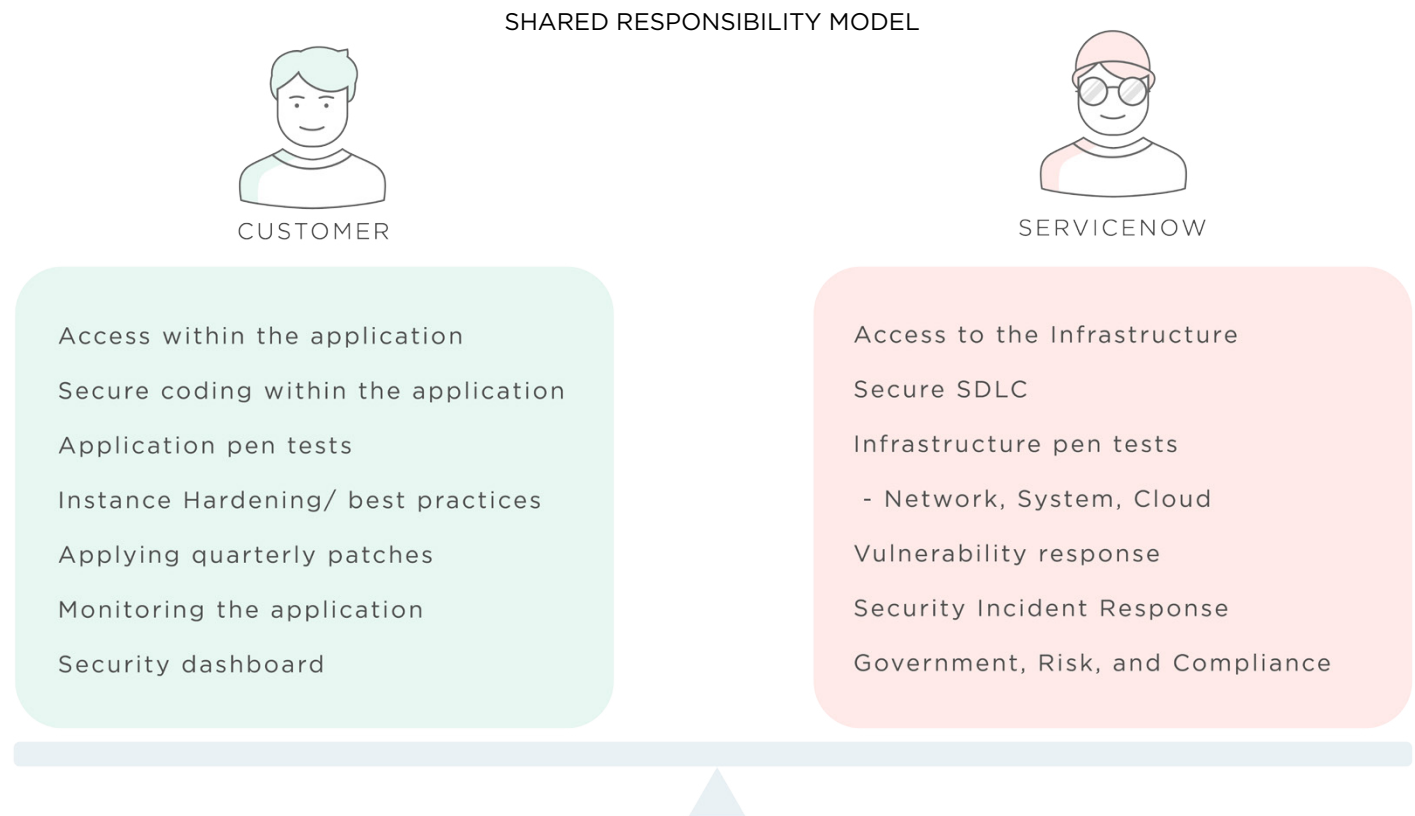 SHARED RESPONSIBILITY MODEL
CUSTOMER
Access within the application
Secure coding within the application
Application pen tests
Instance Hardening/ best practices
Applying quarterly patches
Monitoring the application
Security dashboard
SERVICENOW
Access to the Infrastructure
Secure SDLC
Infrastructure pen tests
- Network, System, Cloud
Vulnerability response
Security Incident Response
Government, Risk, and Compliance